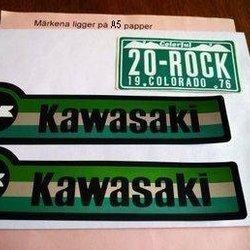 Märkena ligger på A5 papper
Colorful
20-ROCK
19, COLORADO, 76
Kawasaki
Kawasaki